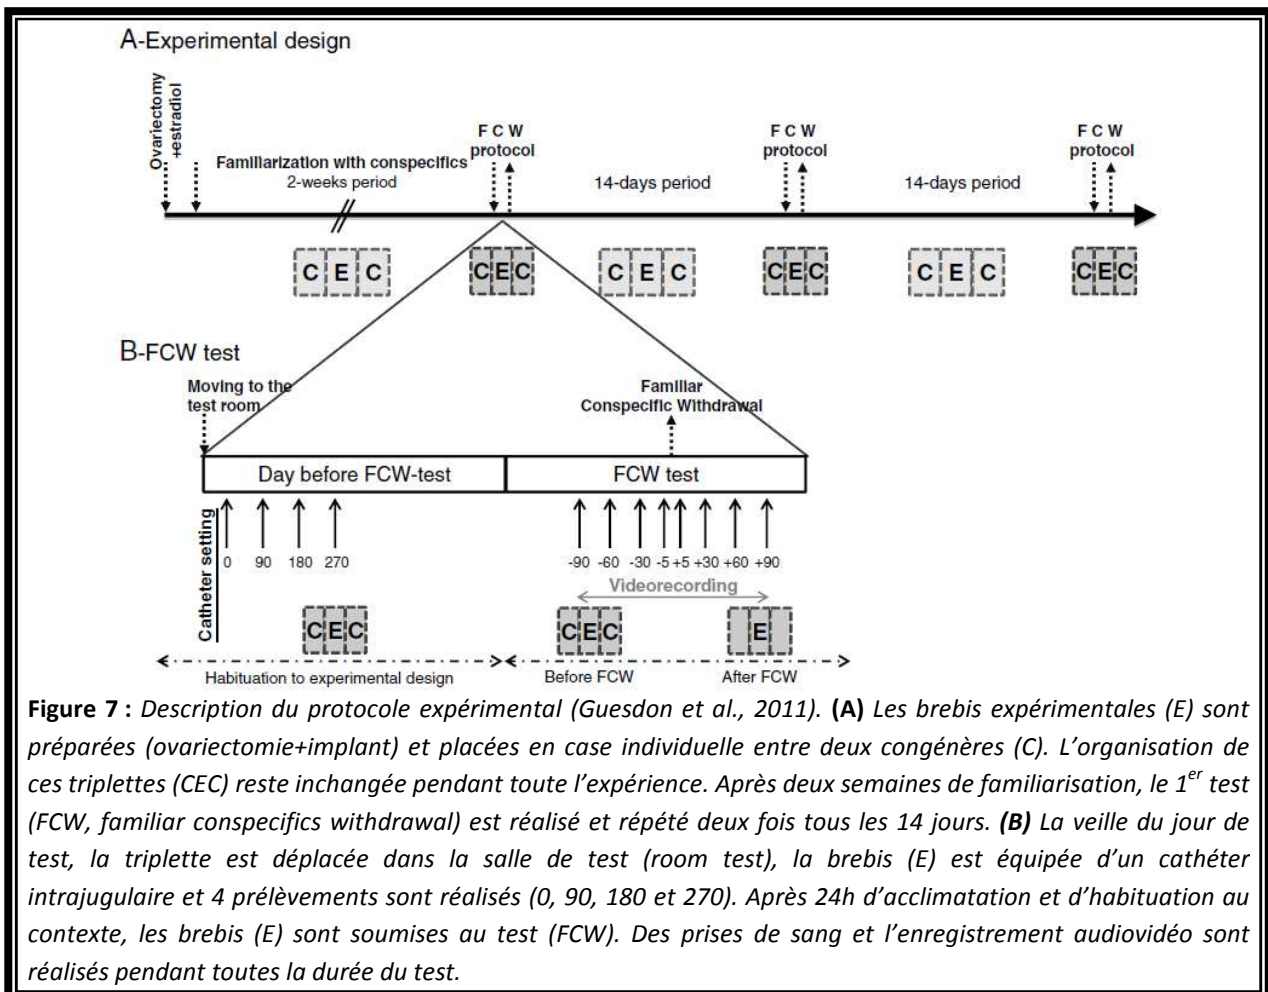 A-Experimental design
Ovariectomy
+estradiol
Familiarization with conspecifics
2-weeks period
F C W
protocol
14-days period
F C W
protocol
14-days period
F C W
protocol
C E C
C E C
C E C
C E C
C E C
C E C
B-FCW test
Moving to the
test room
Familiar
Conspecific Withdrawal
Day before FCW-test
FCW test
Catheter setting
0 90 180 270
-90 -60 -30 -5 +5 +30 +60 +90
Videorecording
C E C
C E C
E
Habituation to experimental design
Before FCW
After FCW
Figure 7 : Description du protocole expérimental (Guesdon et al., 2011). (A) Les brebis expérimentales (E) sont
préparées (ovariectomie+implant) et placées en case individuelle entre deux congénères (C). L'organisation de
ces triplettes (CEC) reste inchangée pendant toute l'expérience. Après deux semaines de familiarisation, le 1er test
(FCW, familiar conspecifics withdrawal) est réalisé et répété deux fois tous les 14 jours. (B) La veille du jour de
test, la triplette est déplacée dans la salle de test (room test), la brebis (E) est équipée d'un cathéter
intrajugulaire et 4 prélèvements sont réalisés (0, 90, 180 et 270). Après 24h d'acclimatation et d'habituation au
contexte, les brebis (E) sont soumises au test (FCW). Des prises de sang et l'enregistrement audiovidéo sont
réalisés pendant toutes la durée du test.